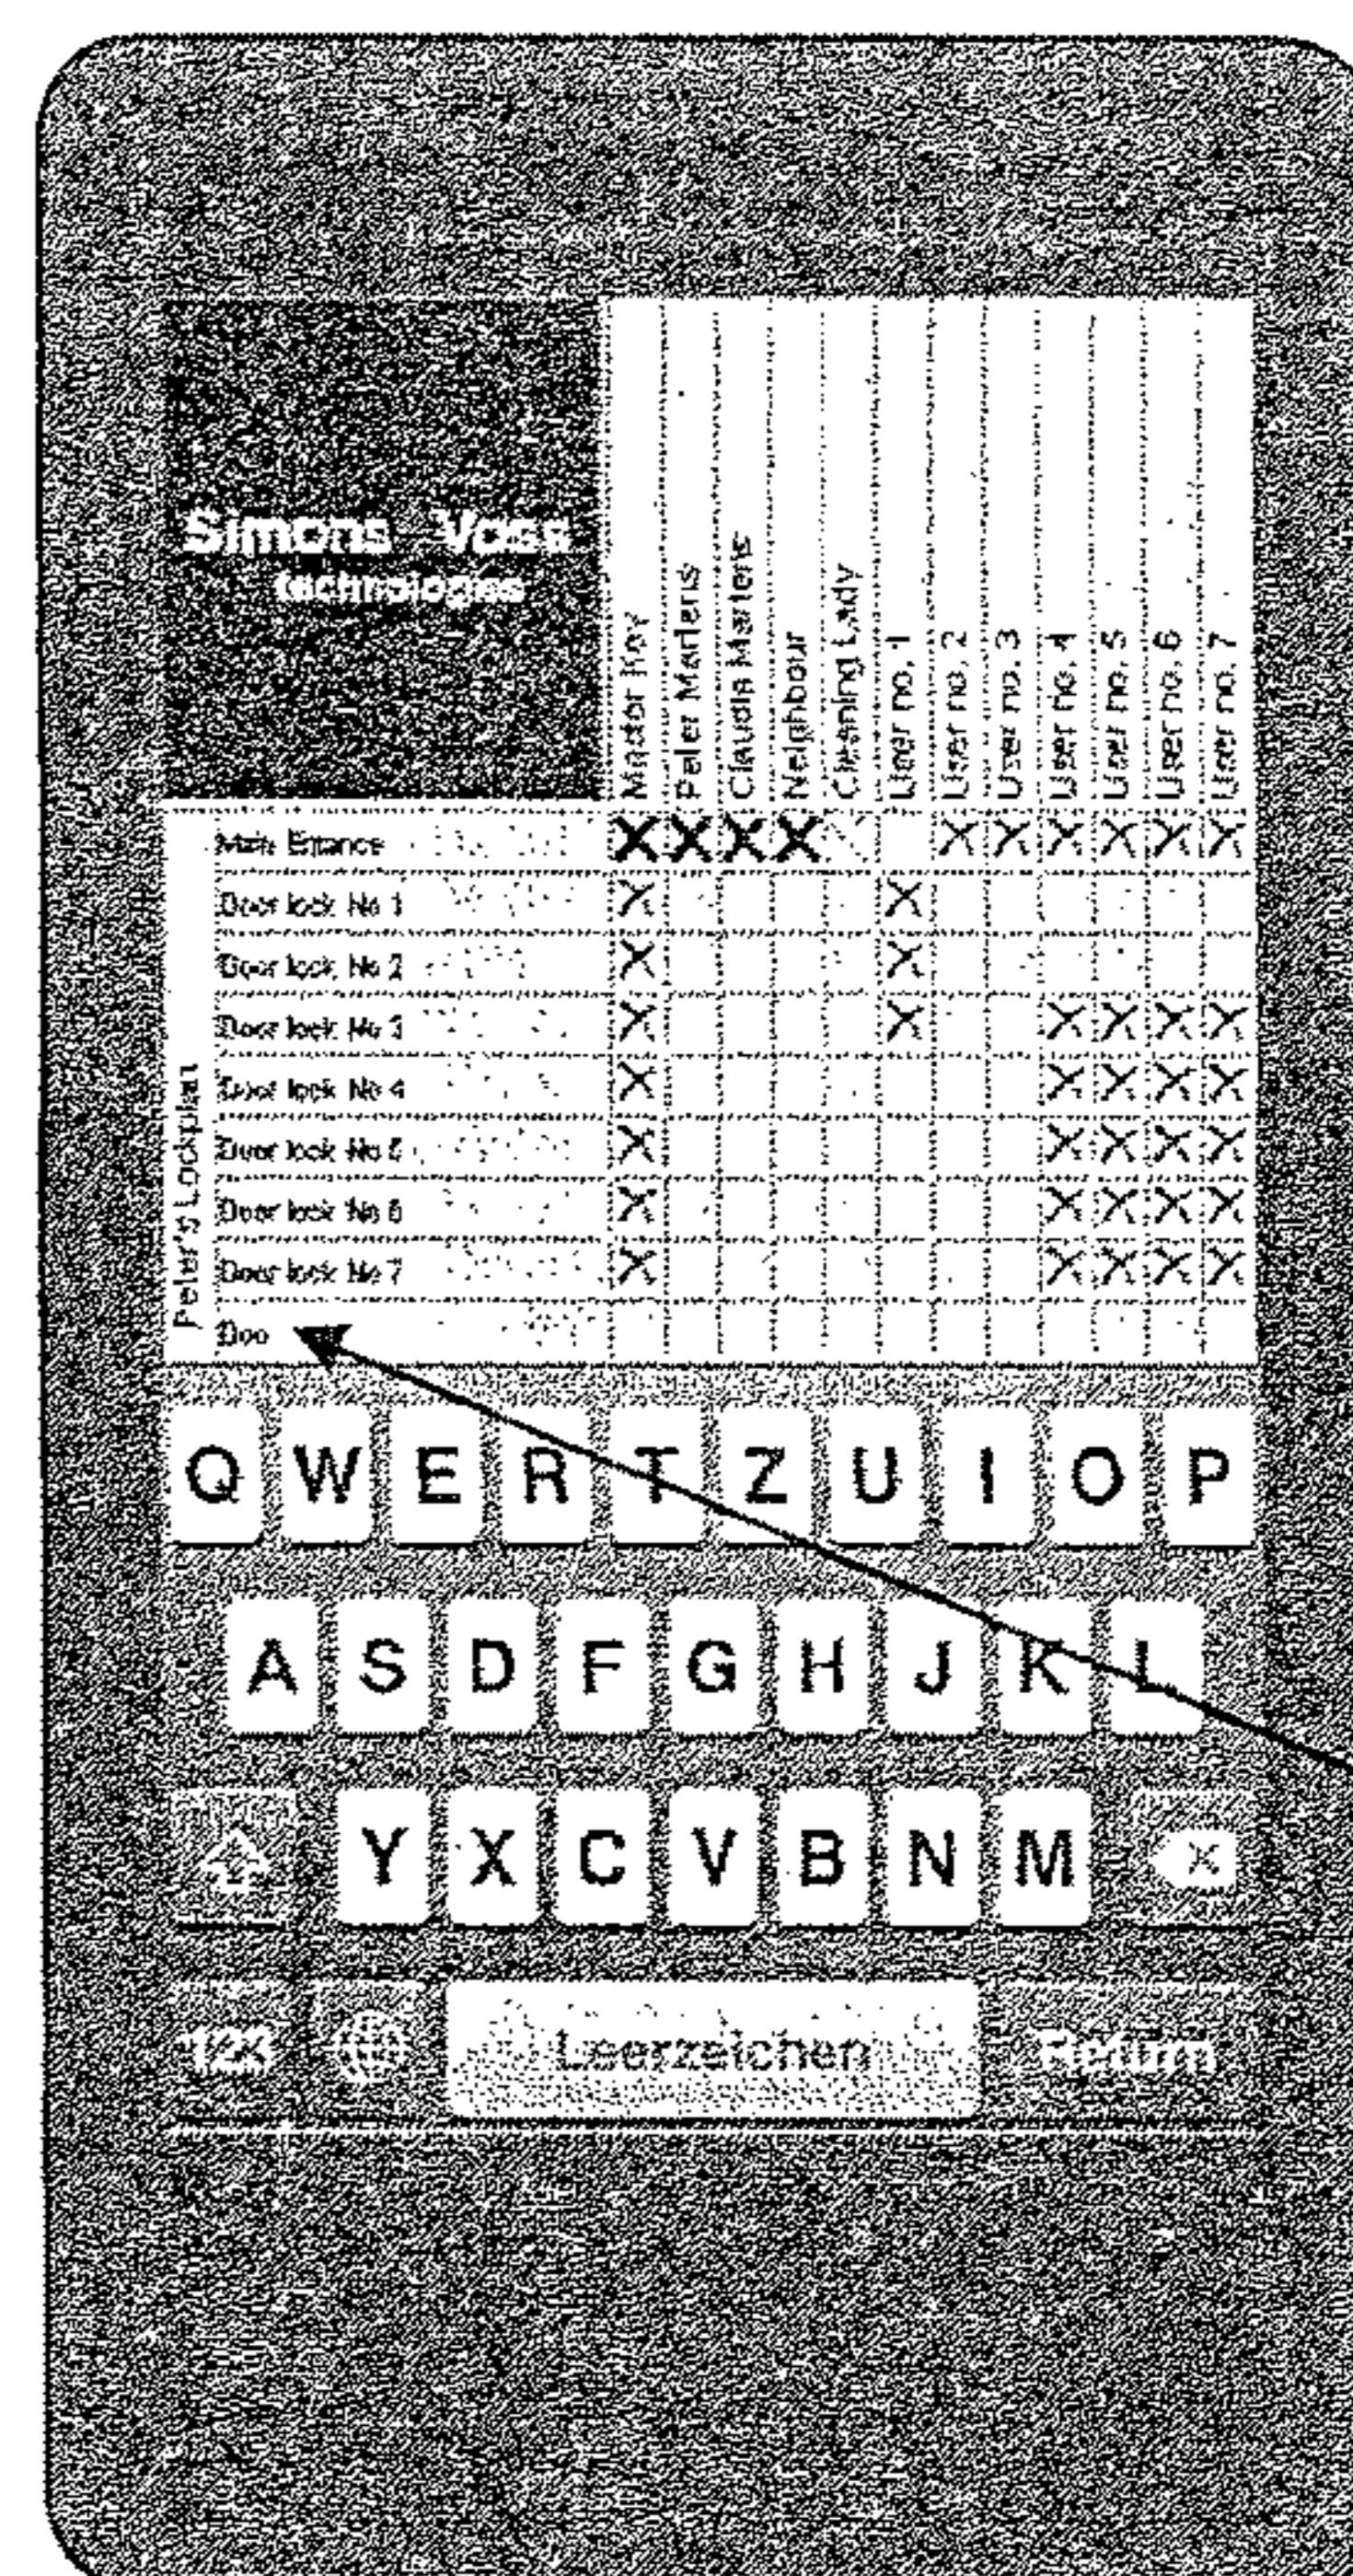 Simons Voss
technologies
Master Key
Peter Martens
Claudia Martens
Neighbour
Cleaning Lady
User no. 1
User no. 2
User no. 3
User no. 4
User no. 5
User no. 6
User no. 7
Peter's Lockplan
Main Entance
Door lock No 1
Door lock No 2
Door lock No 3
Door lock No 4
Door lock No 5
Door lock No 6
Door lock No 7
Doo
Q W E R T Z U I O P
A S D F G H J K L
Y X C V B N M
123 Leerzeichen Return